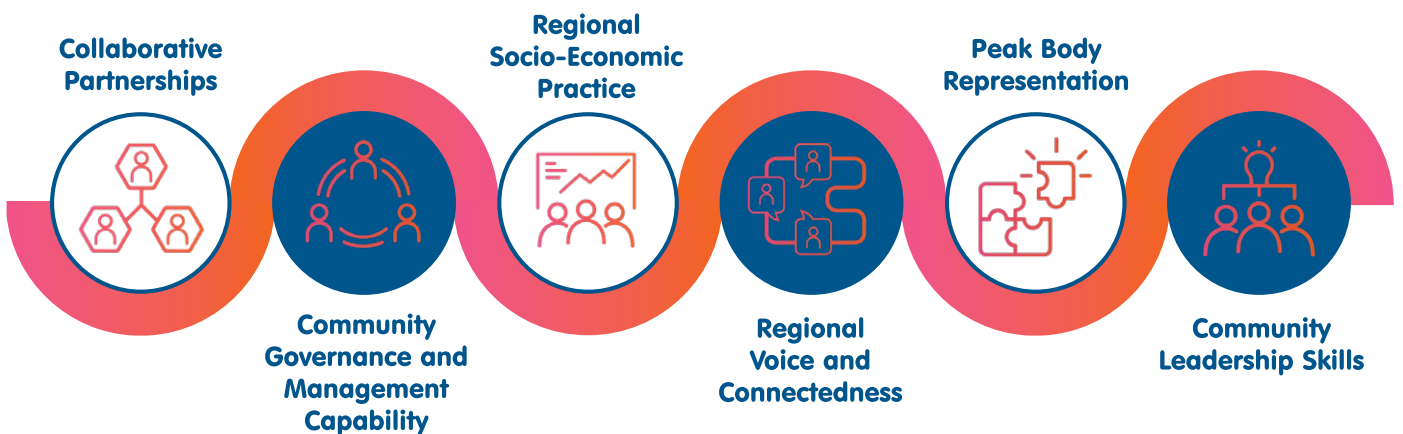 Collaborative
Partnerships
Community
Governance and
Management
Capability
Regional
Socio-Economic
Practice
Regional
Voice and
Connectedness
Peak Body
Representation
Community
Leadership Skills